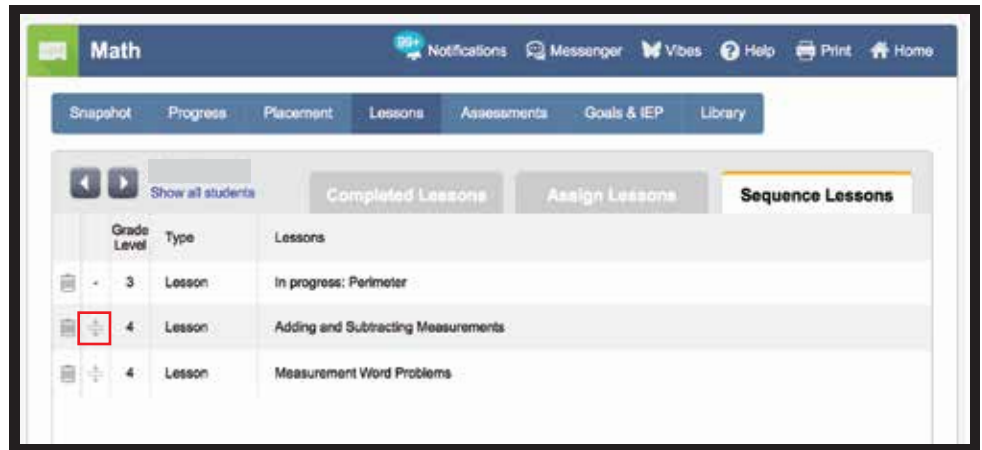 Math 99+ Notifications Messenger Vibes Help Print Home
Snapshot Progress Placement Lessons Assessments Goals & IEP Library
Show all students Completed Lessons Assign Lessons Sequence Lessons
Grade Level Type Lessons
- 3 Lesson In progress: Perimeter
4 Lesson Adding and Subtracting Measurements
4 Lesson Measurement Word Problems